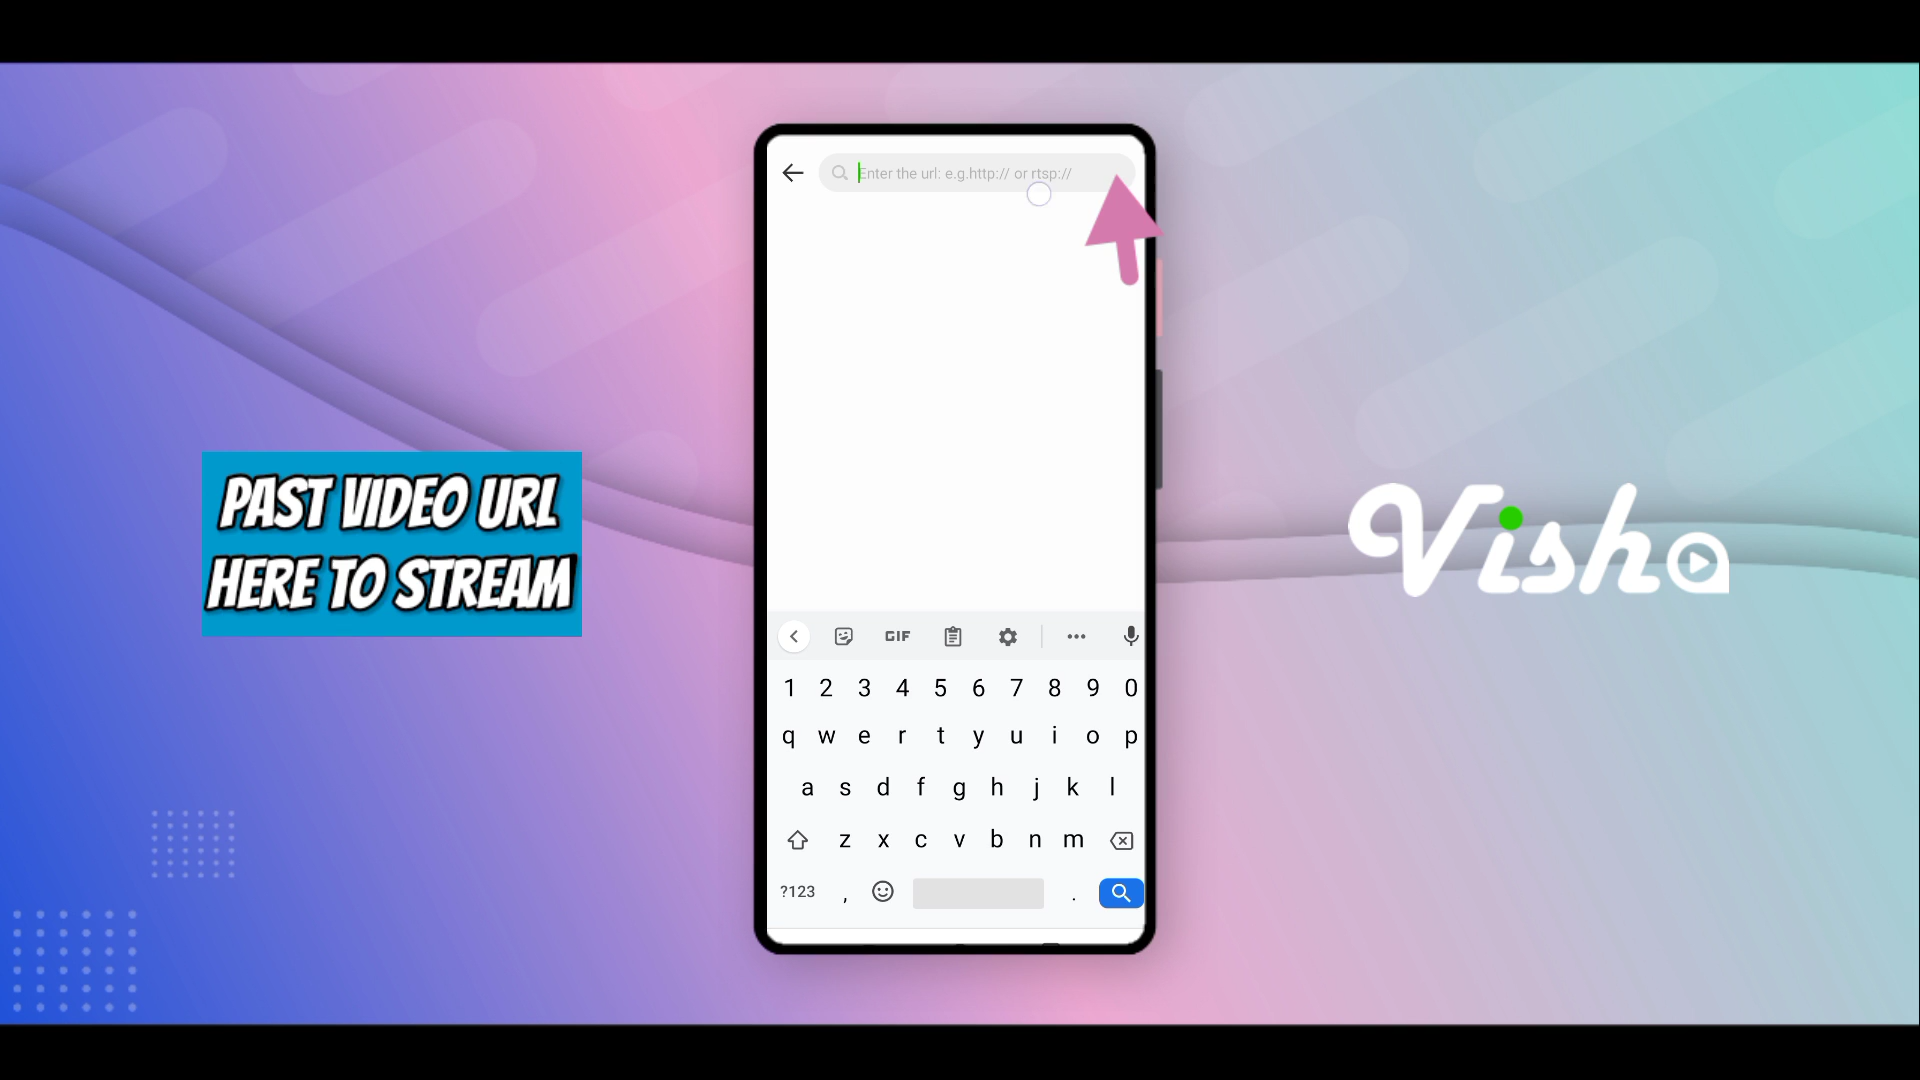 Enter the url: e.g.http:// or rtsp://
PAST VIDEO URL
HERE TO STREAM
Visha
GIF
1 2 3 4 5 6 7 8 9 0
q w e r t y u i o p
a s d f g h j k l
z x c v b n m
?123 , .